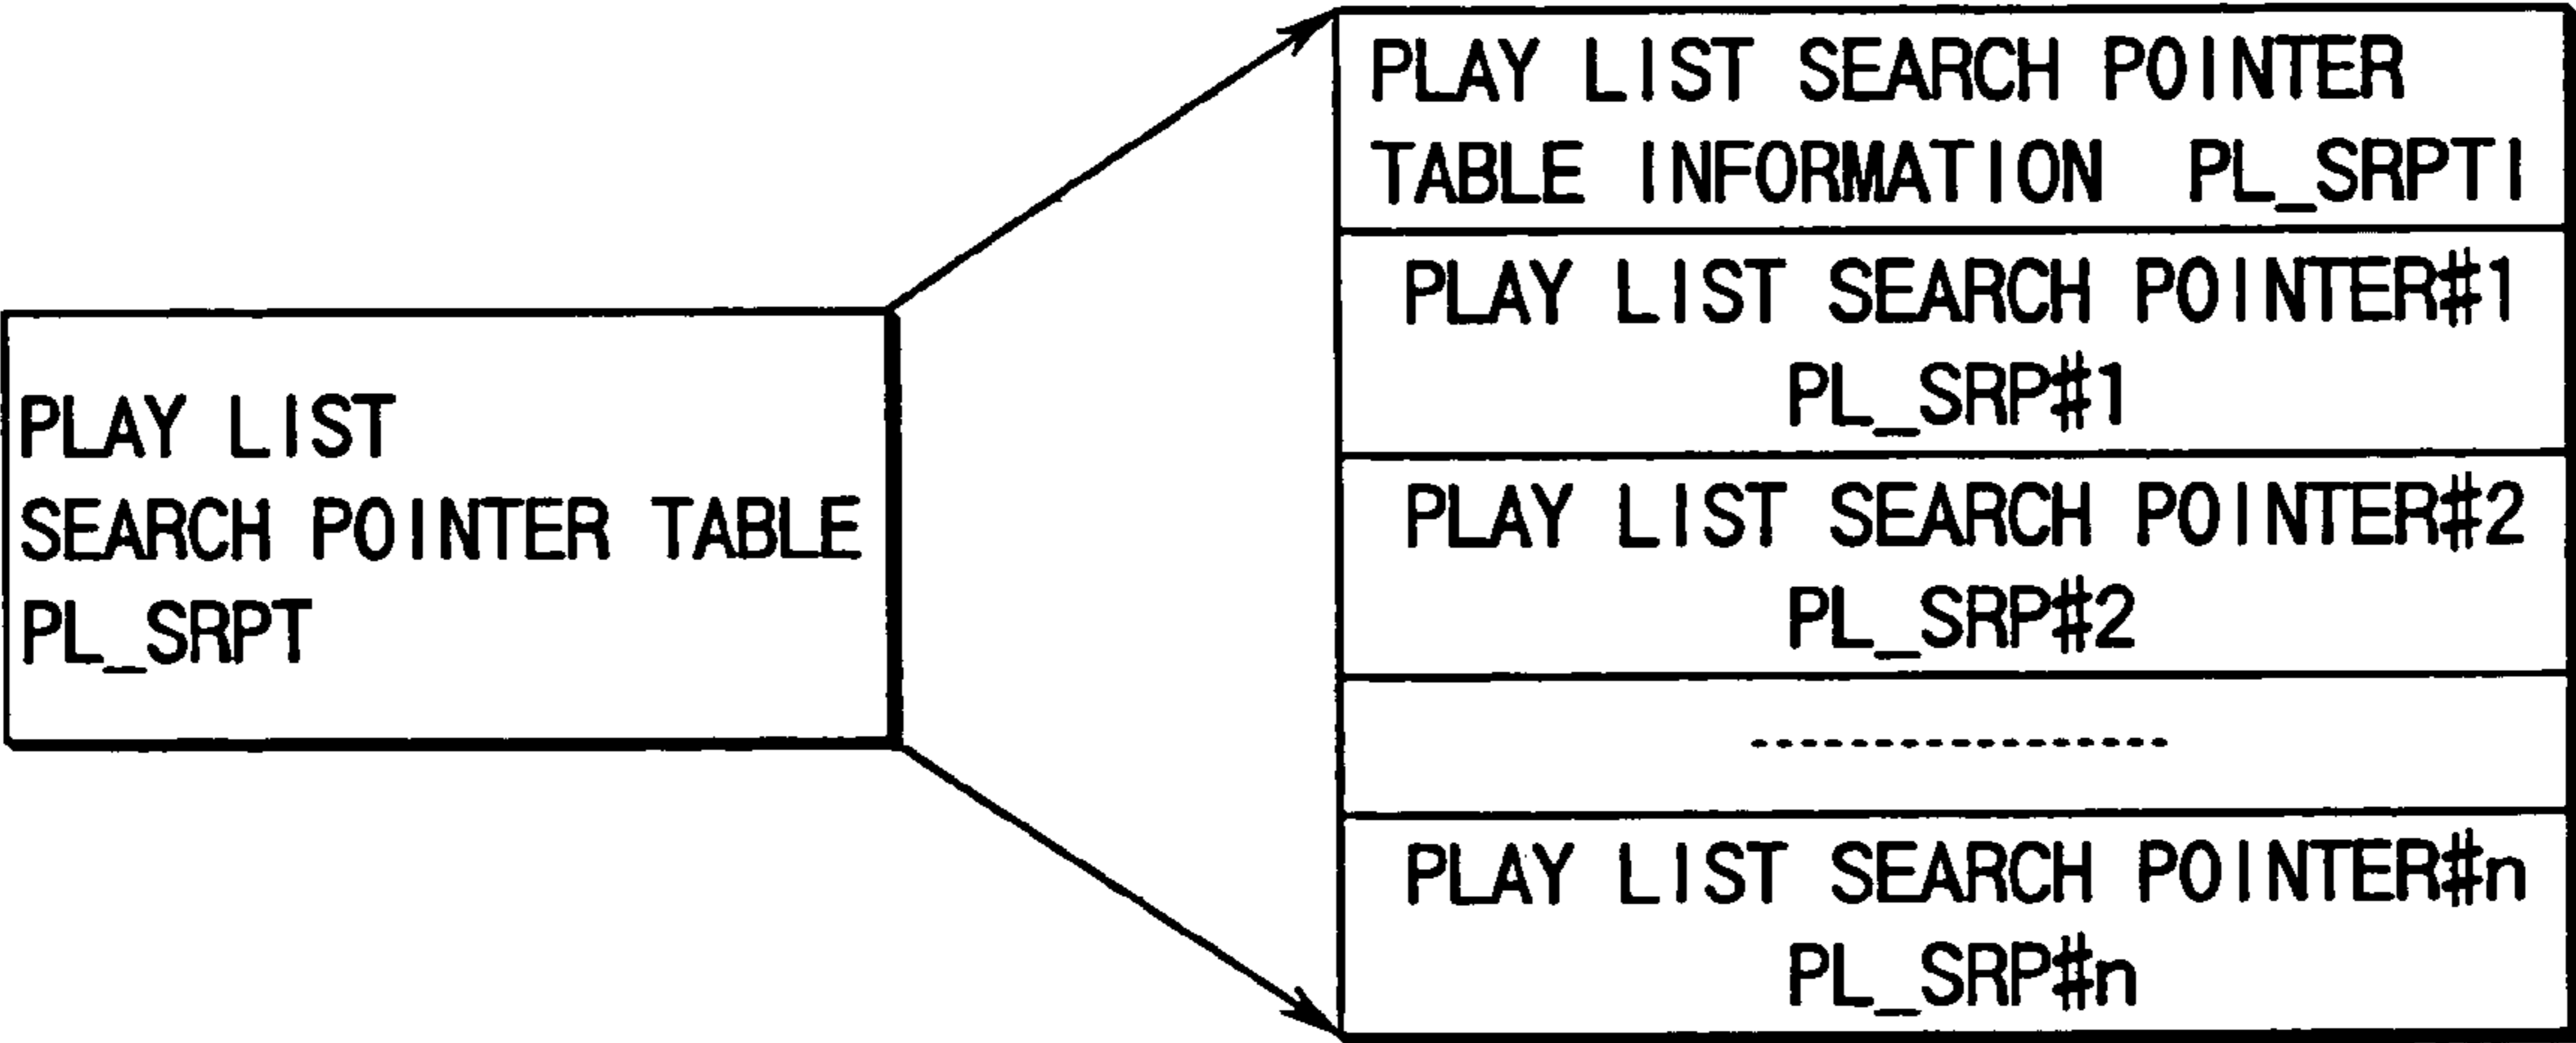 PLAY LIST
SEARCH POINTER TABLE
PL_SRPT
PLAY LIST SEARCH POINTER
TABLE INFORMATION PL_SRPTI
PLAY LIST SEARCH POINTER#1
PL_SRP#1
PLAY LIST SEARCH POINTER#2
PL_SRP#2
PLAY LIST SEARCH POINTER#n
PL_SRP#n